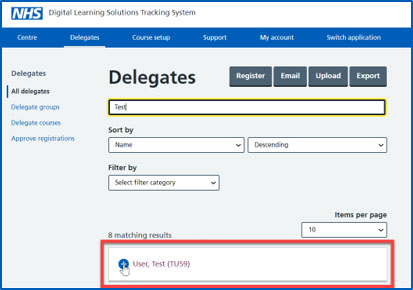 NHS Digital Learning Solutions Tracking System
Centre Delegates Course setup Support My account Switch application
Delegates
All delegates
Delegate groups
Delegate courses
Approve registrations
Delegates
Register Email Upload Export
Test
Sort by
Name Descending
Filter by
Select filter category
Items per page
8 matching results
10
User, Test (TU59)